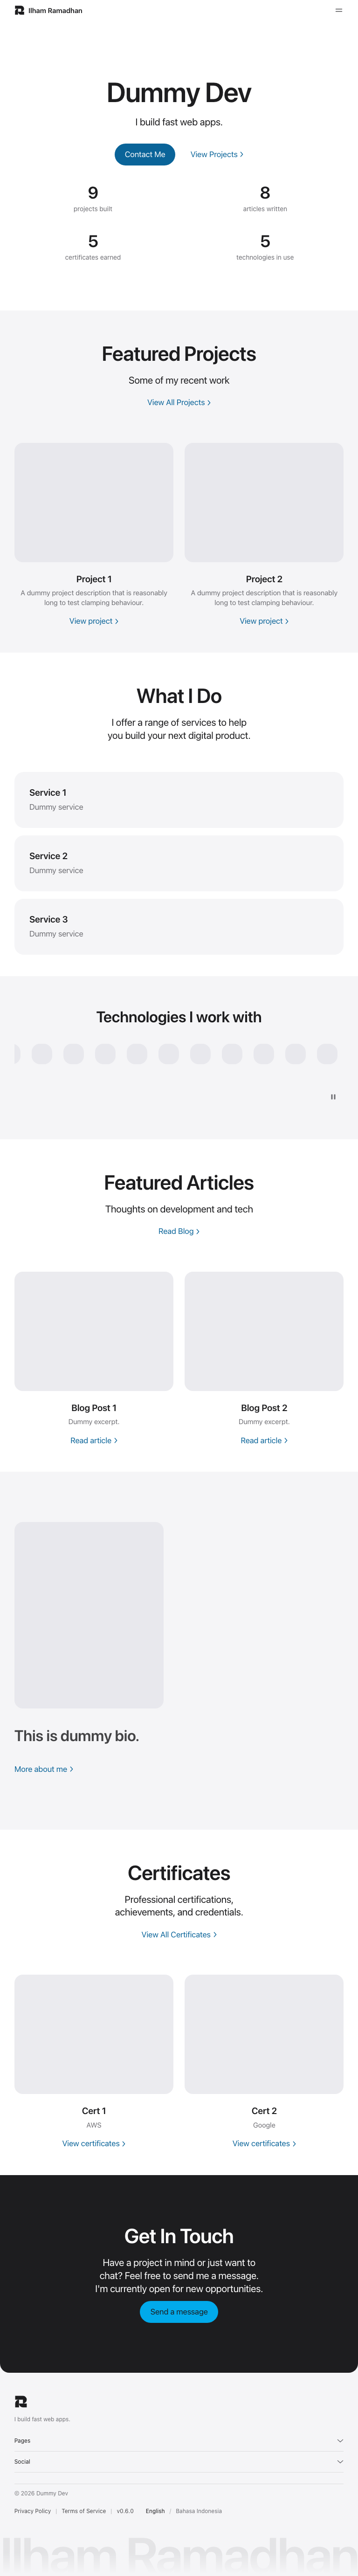 Ilham Ramadhan
Dummy Dev
I build fast web apps.
Contact Me
View Projects
9
projects built
8
articles written
5
certificates earned
5
technologies in use
Featured Projects
Some of my recent work
View All Projects
Project 1
A dummy project description that is reasonably
long to test clamping behaviour.
View project
Project 2
A dummy project description that is reasonably
long to test clamping behaviour.
View project
What I Do
I offer a range of services to help
you build your next digital product.
Service 1
Dummy service
Service 2
Dummy service
Service 3
Dummy service
Technologies I work with
Featured Articles
Thoughts on development and tech
Read Blog
Blog Post 1
Dummy excerpt.
Read article
Blog Post 2
Dummy excerpt.
Read article
This is dummy bio.
More about me
Certificates
Professional certifications,
achievements, and credentials.
View All Certificates
Cert 1
AWS
View certificates
Cert 2
Google
View certificates
Get In Touch
Have a project in mind or just want to
chat? Feel free to send me a message.
I'm currently open for new opportunities.
Send a message
I build fast web apps.
Pages
Social
© 2026 Dummy Dev
Privacy Policy | Terms of Service | v0.6.0 English | Bahasa Indonesia
Ilham Ramadhan